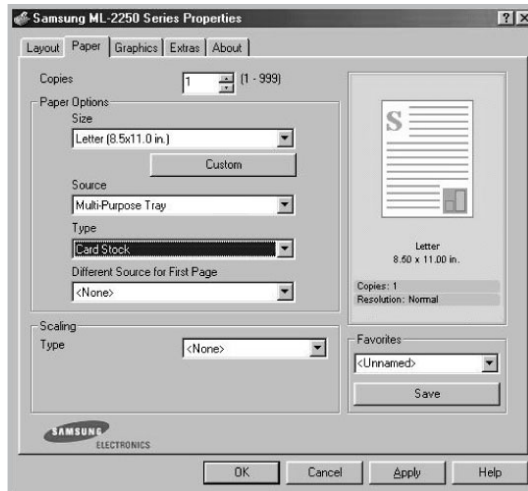 Samsung ML-2250 Series Properties
Layout Paper Graphics Extras About
Copies 1 (1 - 999)
Paper Options
Size
Letter (8.5x11.0 in.)
Custom
Source
Multi-Purpose Tray
Type
Card Stock
Different Source for First Page
<None>
Scaling
Type <None>
S
Letter
8.50 x 11.00 in.
Copies: 1
Resolution: Normal
Favorites
<Unnamed>
Save
SAMSUNG
ELECTRONICS
OK Cancel Apply Help